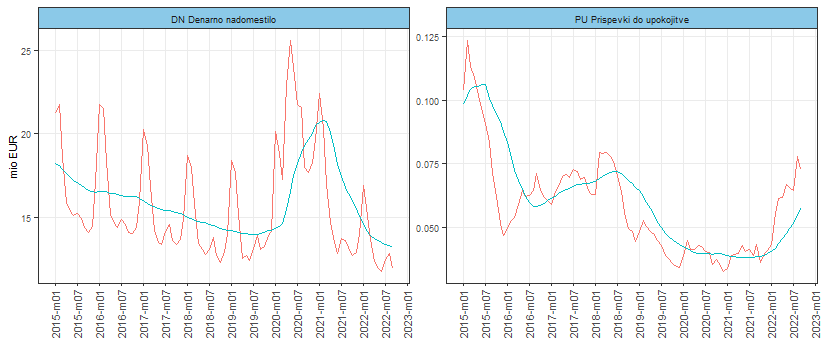 DN Denarno nadomestilo
PU Prispevki do upokojitve
mio EUR
25
20
15
0.125
0.100
0.075
0.050
2015-m01
2015-m07
2016-m01
2016-m07
2017-m01
2017-m07
2018-m01
2018-m07
2019-m01
2019-m07
2020-m01
2020-m07
2021-m01
2021-m07
2022-m01
2022-m07
2023-m01
2015-m01
2015-m07
2016-m01
2016-m07
2017-m01
2017-m07
2018-m01
2018-m07
2019-m01
2019-m07
2020-m01
2020-m07
2021-m01
2021-m07
2022-m01
2022-m07
2023-m01